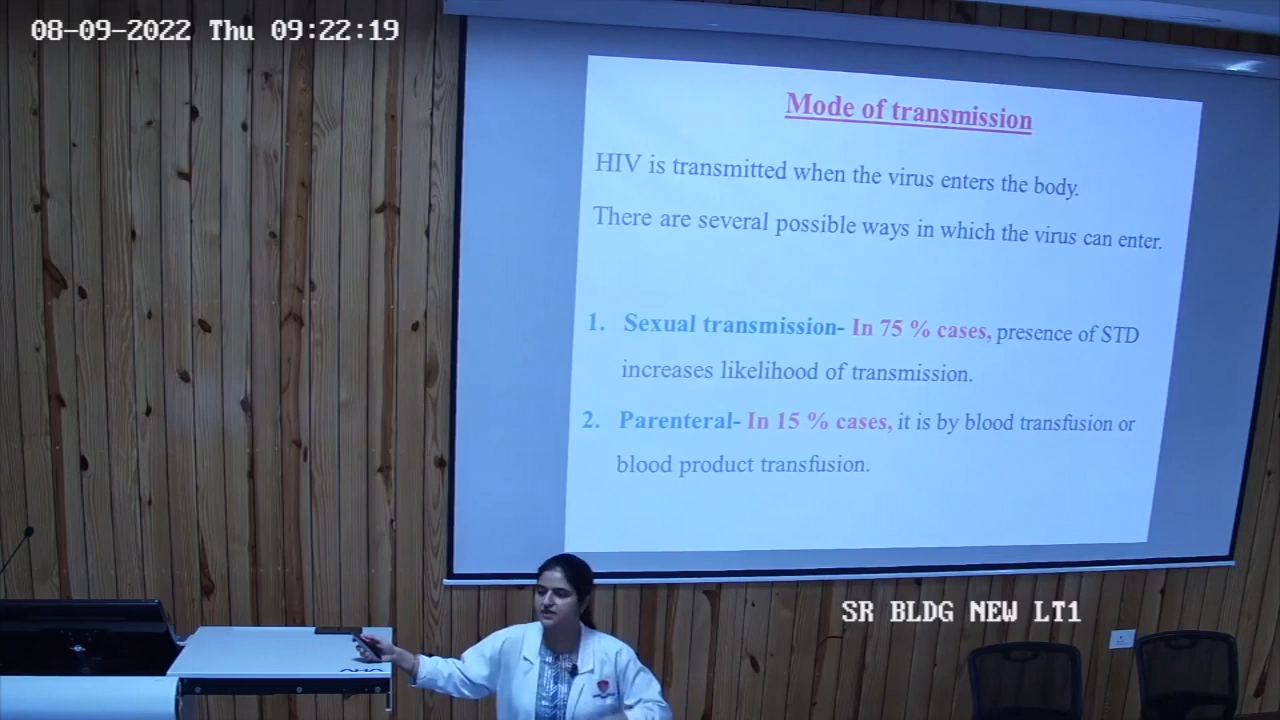 08-09-2022 Thu 09:22:19
Mode of transmission
HIV is transmitted when the virus enters the body.
There are several possible ways in which the virus can enter.
1. Sexual transmission- In 75 % cases, presence of STD
increases likelihood of transmission.
2. Parenteral- In 15 % cases, it is by blood transfusion or
blood product transfusion.
SR BLDG NEW LT1
AHA